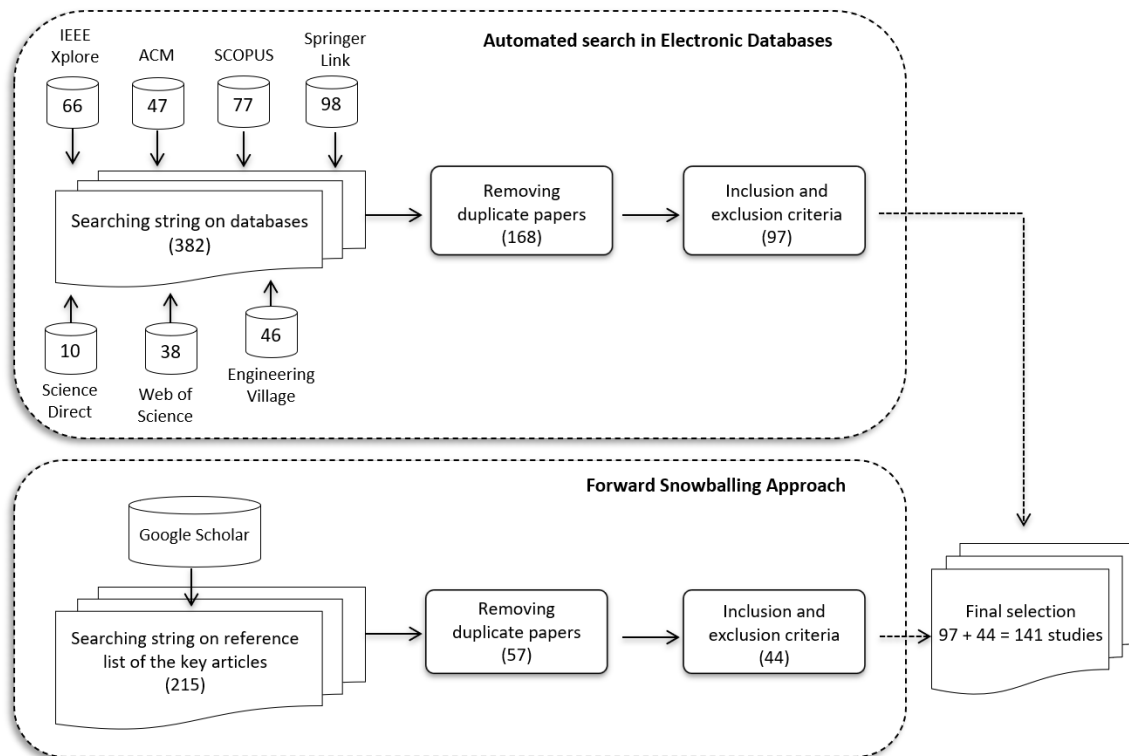 Automated search in Electronic Databases
IEEE
Xplore
ACM
SCOPUS
Springer
Link
66
47
77
98
Searching string on databases
(382)
Removing
duplicate papers
(168)
Inclusion and
exclusion criteria
(97)
10
38
46
Science
Direct
Web of
Science
Engineering
Village
Forward Snowballing Approach
Google Scholar
Searching string on reference
list of the key articles
(215)
Removing
duplicate papers
(57)
Inclusion and
exclusion criteria
(44)
Final selection
97 + 44 = 141 studies